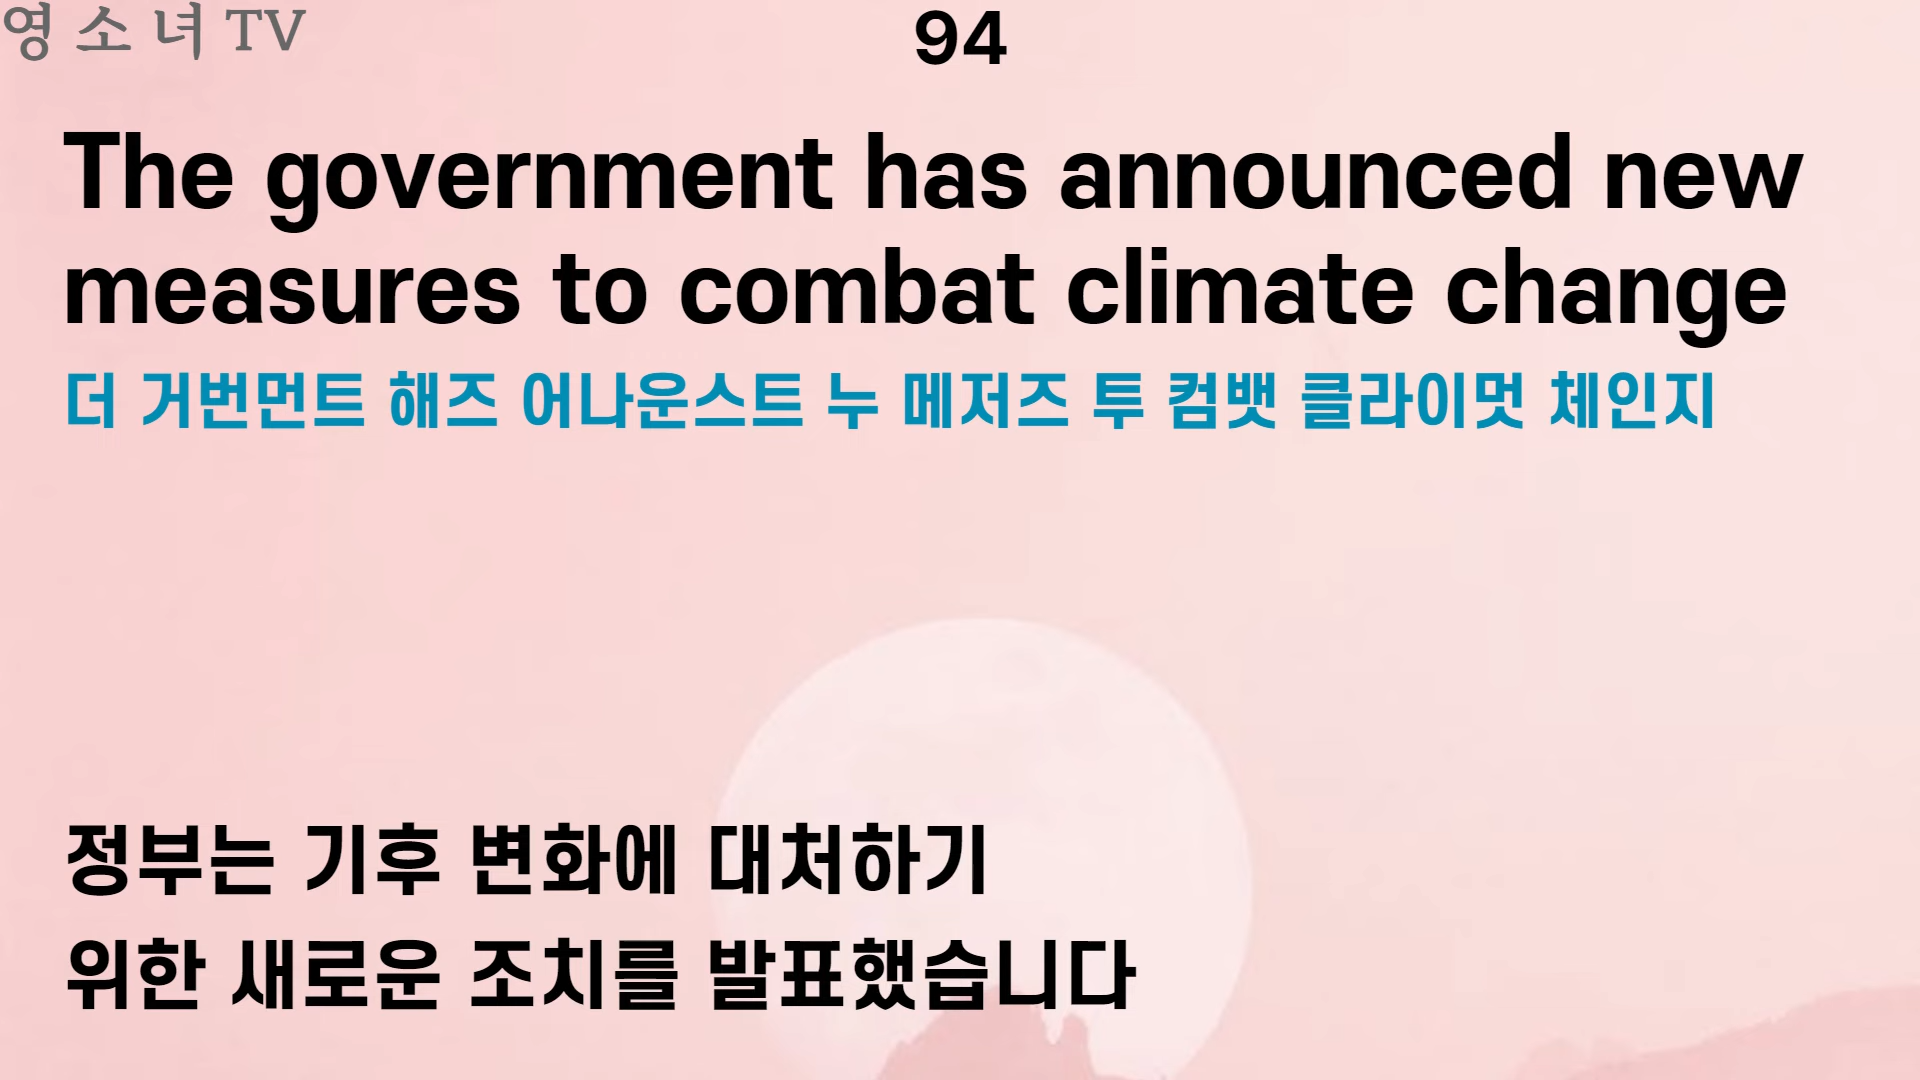 영소녀TV
94
The government has announced new
measures to combat climate change
더 거번먼트 해즈 어나운스트 누 메저즈 투 컴뱃 클라이멋 체인지
정부는 기후 변화에 대처하기
위한 새로운 조치를 발표했습니다